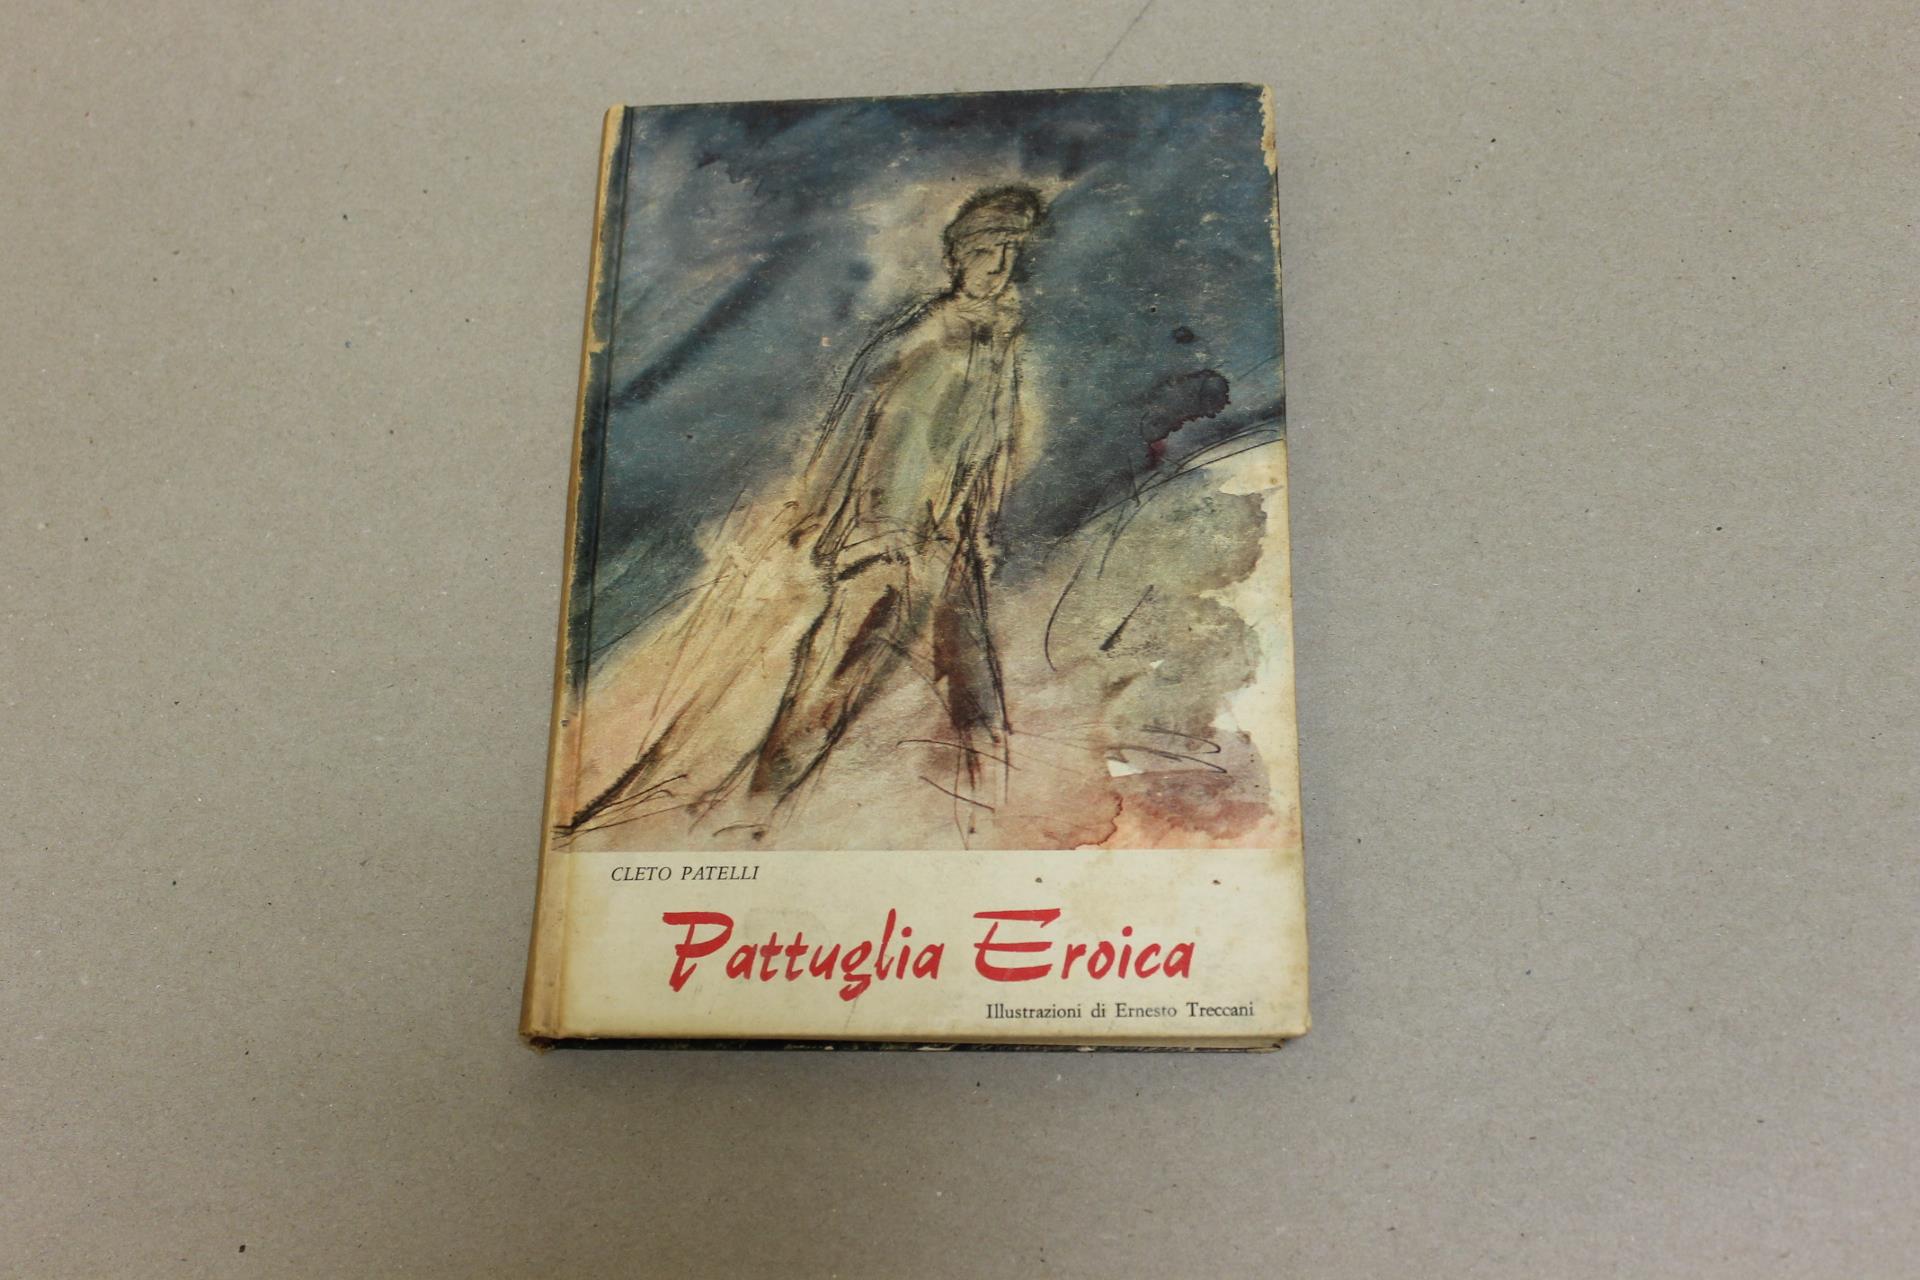 CLETO PATELLI
Pattuglia Eroica
Illustrazioni di Ernesto Treccani